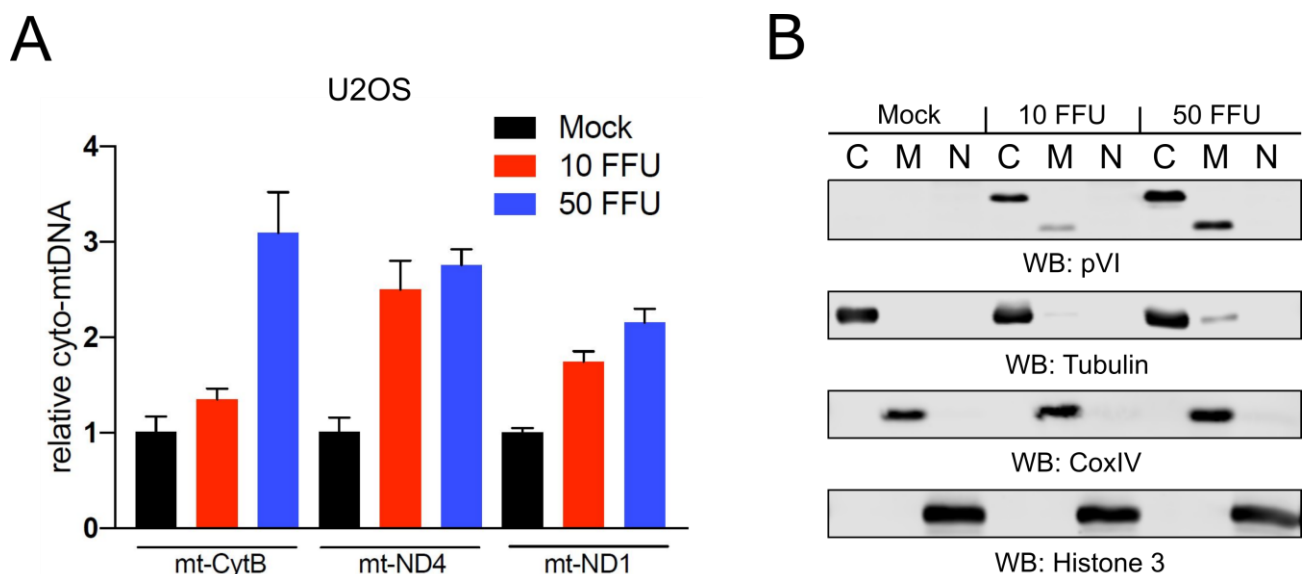 A
U2OS
Mock
10 FFU
50 FFU
relative cyto-mtDNA
4
3
2
1
0
mt-CytB mt-ND4 mt-ND1
B
Mock | 10 FFU | 50 FFU
C M N C M N C M N
WB: pVI
WB: Tubulin
WB: CoxIV
WB: Histone 3